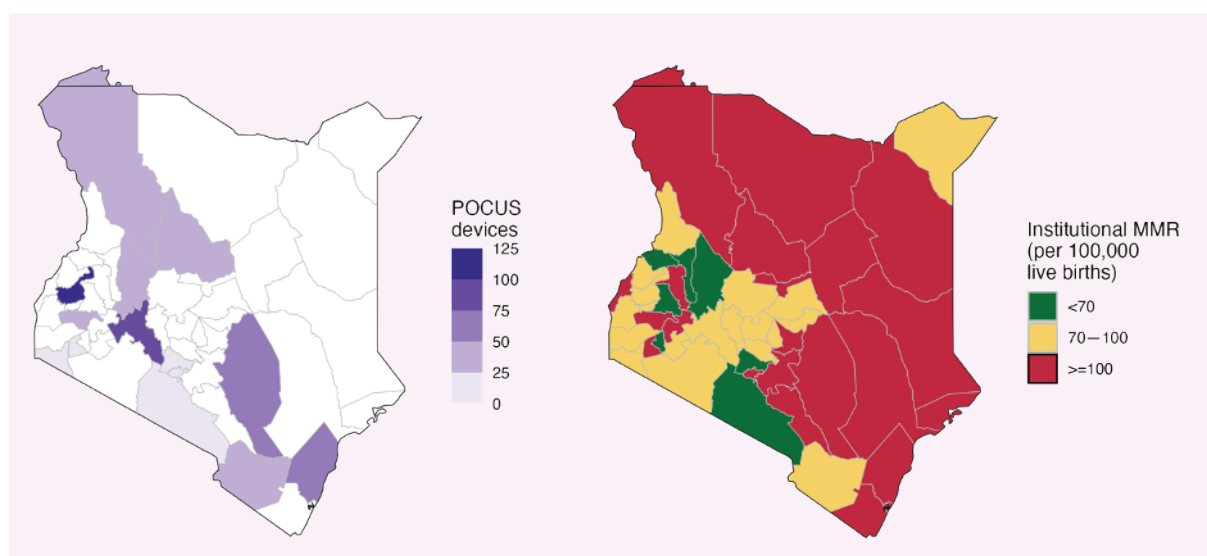 POCUS
devices
125
100
75
50
25
0
Institutional MMR
(per 100,000
live births)
<70
70–100
>=100